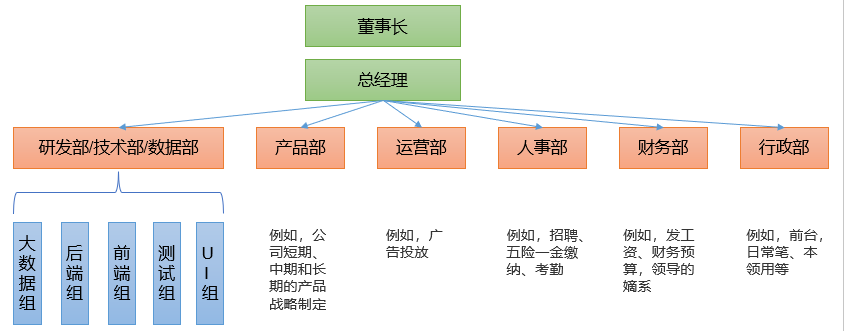 董事长
总经理
研发部/技术部/数据部
产品部
运营部
人事部
财务部
行政部
大数据组
后端组
前端组
测试组
UI组
例如，公
司短期、
中期和长
期的产品
战略制定
例如，广
告投放
例如，招聘、
五险一金缴
纳、考勤
例如，发工
资、财务预
算，领导的
嫡系
例如，前台，
日常笔、本
领用等